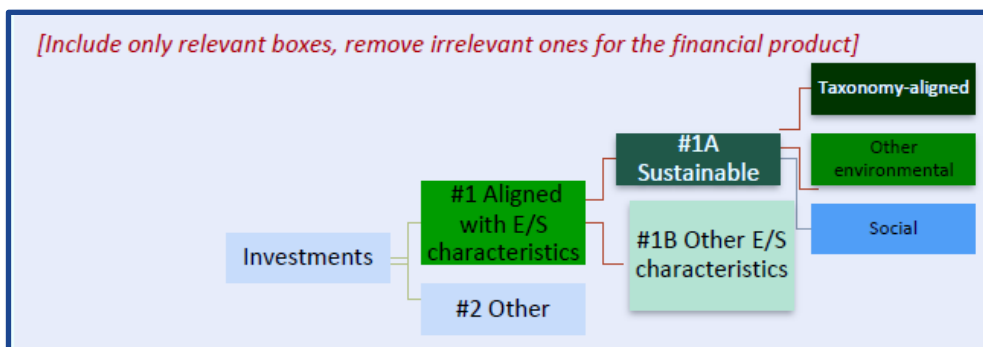 [Include only relevant boxes, remove irrelevant ones for the financial product]
Taxonomy-aligned
#1A
Sustainable
Other
environmental
#1 Aligned
with E/S
characteristics
Social
#1B Other E/S
characteristics
Investments
#2 Other